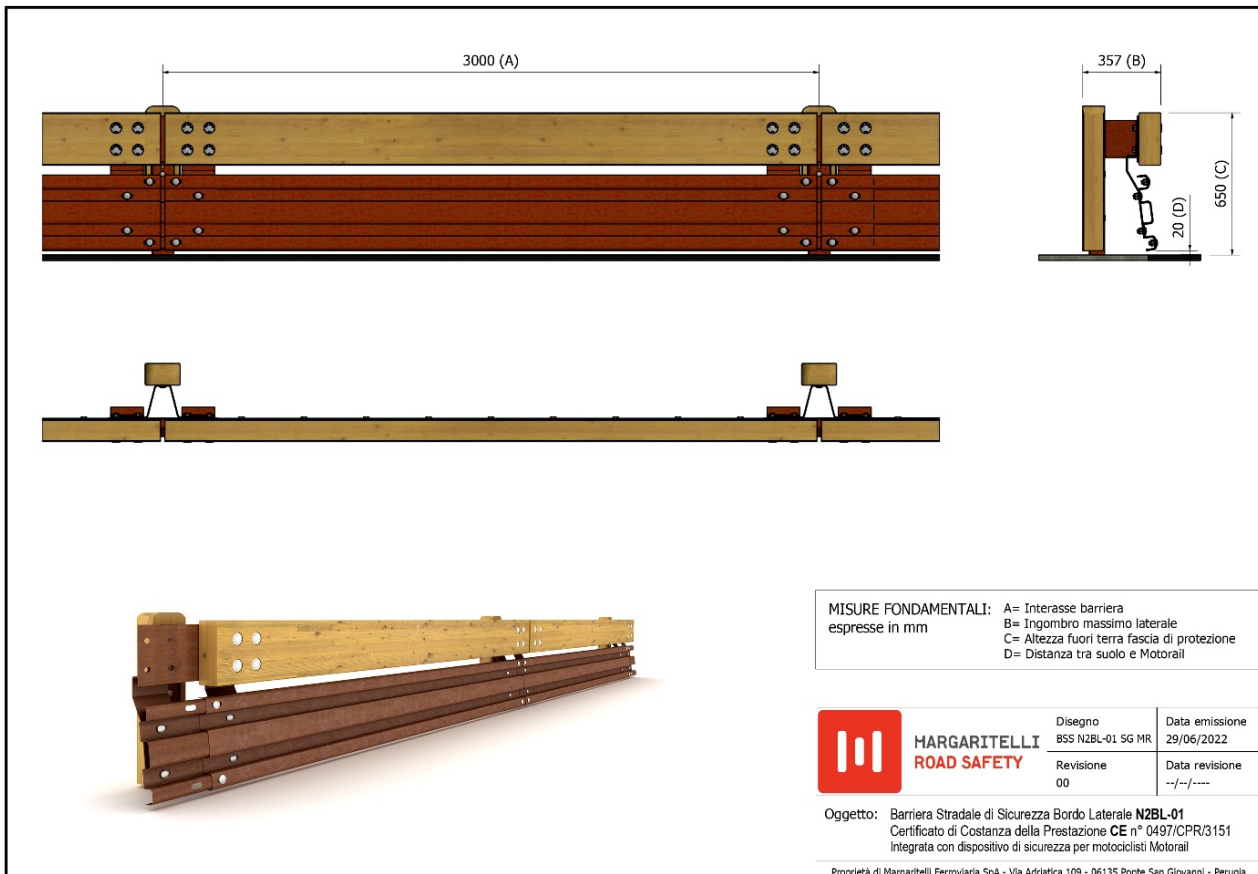 3000 (A)
357 (B)
650 (C)
20 (D)
MISURE FONDAMENTALI:
espresse in mm
A= Interasse barriera
B= Ingombro massimo laterale
C= Altezza fuori terra fascia di protezione
D= Distanza tra suolo e Motorail
MARGARITELLI
ROAD SAFETY
Disegno
BSS N2BL-01 SG MR
Data emissione
29/06/2022
Revisione
00
Data revisione
--/--/----
Oggetto: Barriera Stradale di Sicurezza Bordo Laterale N2BL-01
Certificato di Costanza della Prestazione CE n° 0497/CPR/3151
Integrata con dispositivo di sicurezza per motociclisti Motorail
Proprietà di Margaritelli Ferroviaria SpA - Via Adriatica 109 - 06135 Ponte San Giovanni - Perugia